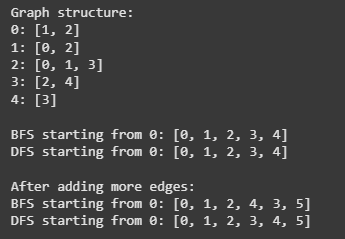 Graph structure:
0: [1, 2]
1: [0, 2]
2: [0, 1, 3]
3: [2, 4]
4: [3]

BFS starting from 0: [0, 1, 2, 3, 4]
DFS starting from 0: [0, 1, 2, 3, 4]

After adding more edges:
BFS starting from 0: [0, 1, 2, 4, 3, 5]
DFS starting from 0: [0, 1, 2, 3, 4, 5]